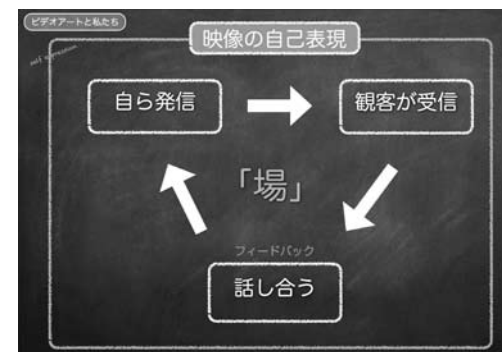 ビデオアートと私たち
映像の自己表現
self expression
自ら発信
観客が受信
「場」
フィードバック
話し合う